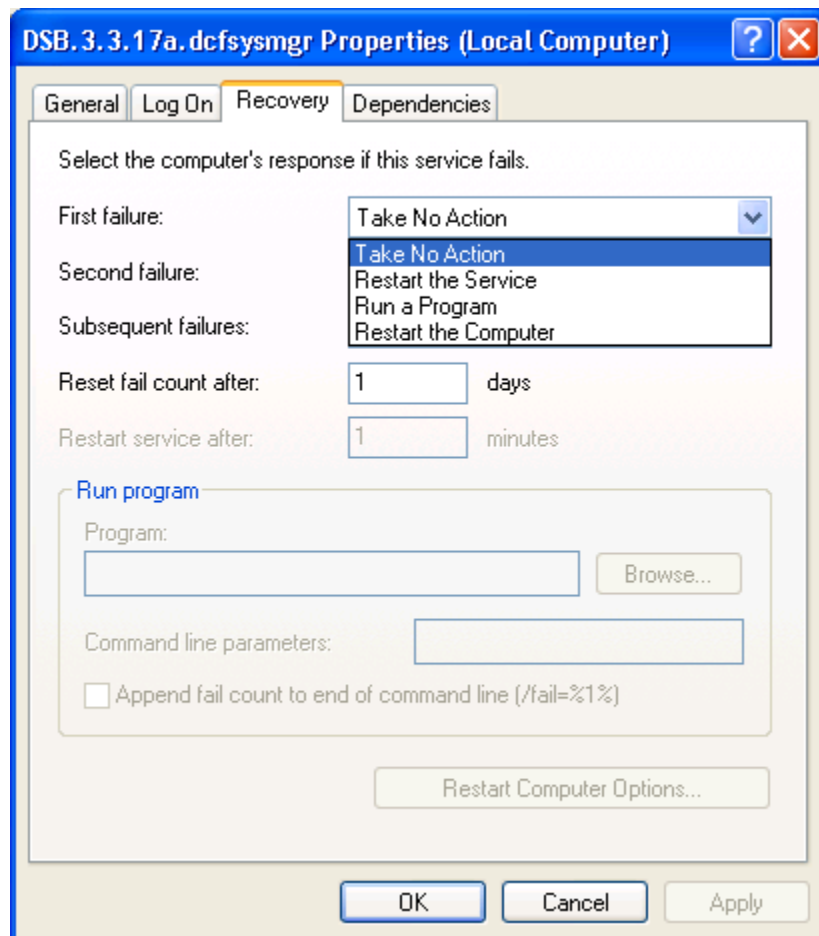 DSB.3.3.17a.dcfsysmgr Properties (Local Computer)
General Log On Recovery Dependencies
Select the computer's response if this service fails.
First failure: Take No Action
Take No Action
Second failure: Restart the Service
Run a Program
Subsequent failures: Restart the Computer
Reset fail count after: 1 days
Restart service after: 1 minutes
Run program
Program:
Browse...
Command line parameters:
Append fail count to end of command line (/fail=%1%)
Restart Computer Options...
OK Cancel Apply